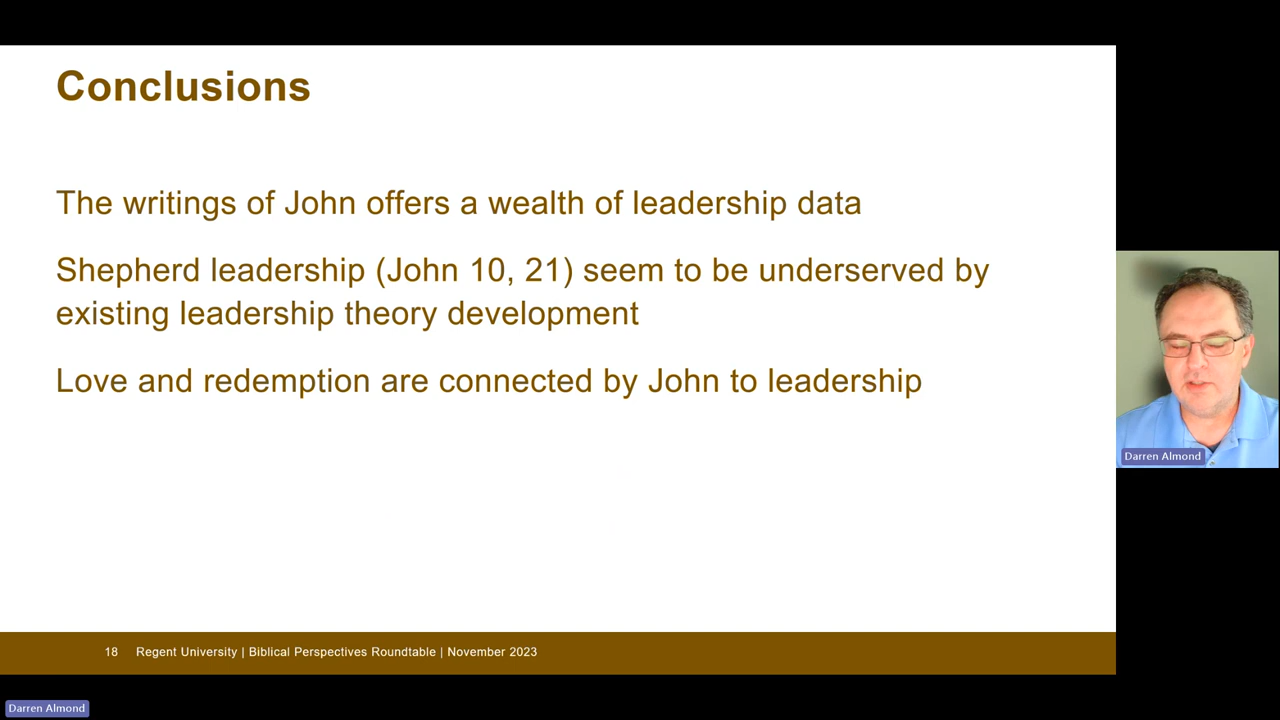 Conclusions
The writings of John offers a wealth of leadership data
Shepherd leadership (John 10, 21) seem to be underserved by
existing leadership theory development
Love and redemption are connected by John to leadership
Darren Almond
18 Regent University | Biblical Perspectives Roundtable | November 2023
Darren Almond